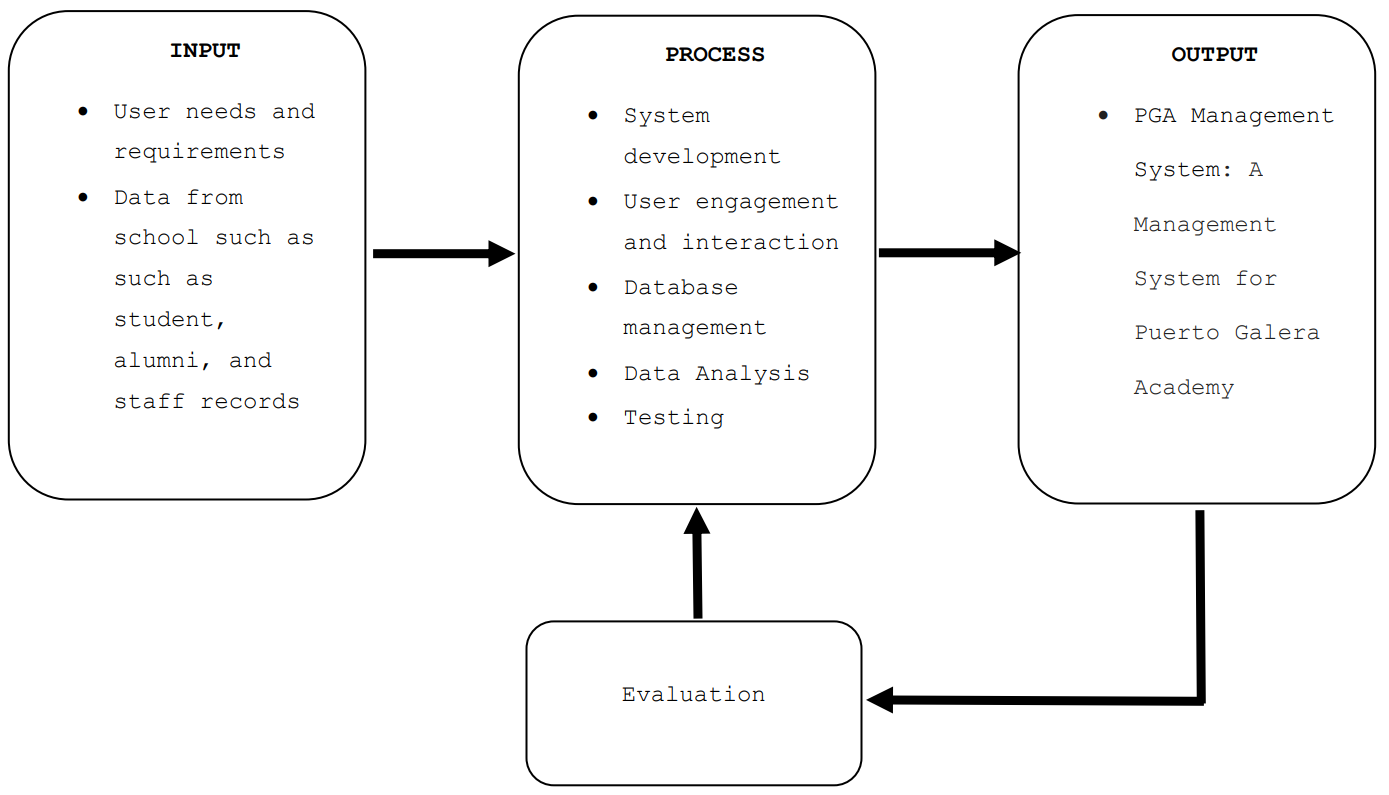 INPUT
• User needs and
requirements
• Data from
school such as
such as
student,
alumni, and
staff records
PROCESS
• System
development
• User engagement
and interaction
• Database
management
• Data Analysis
• Testing
OUTPUT
• PGA Management
System: A
Management
System for
Puerto Galera
Academy
Evaluation